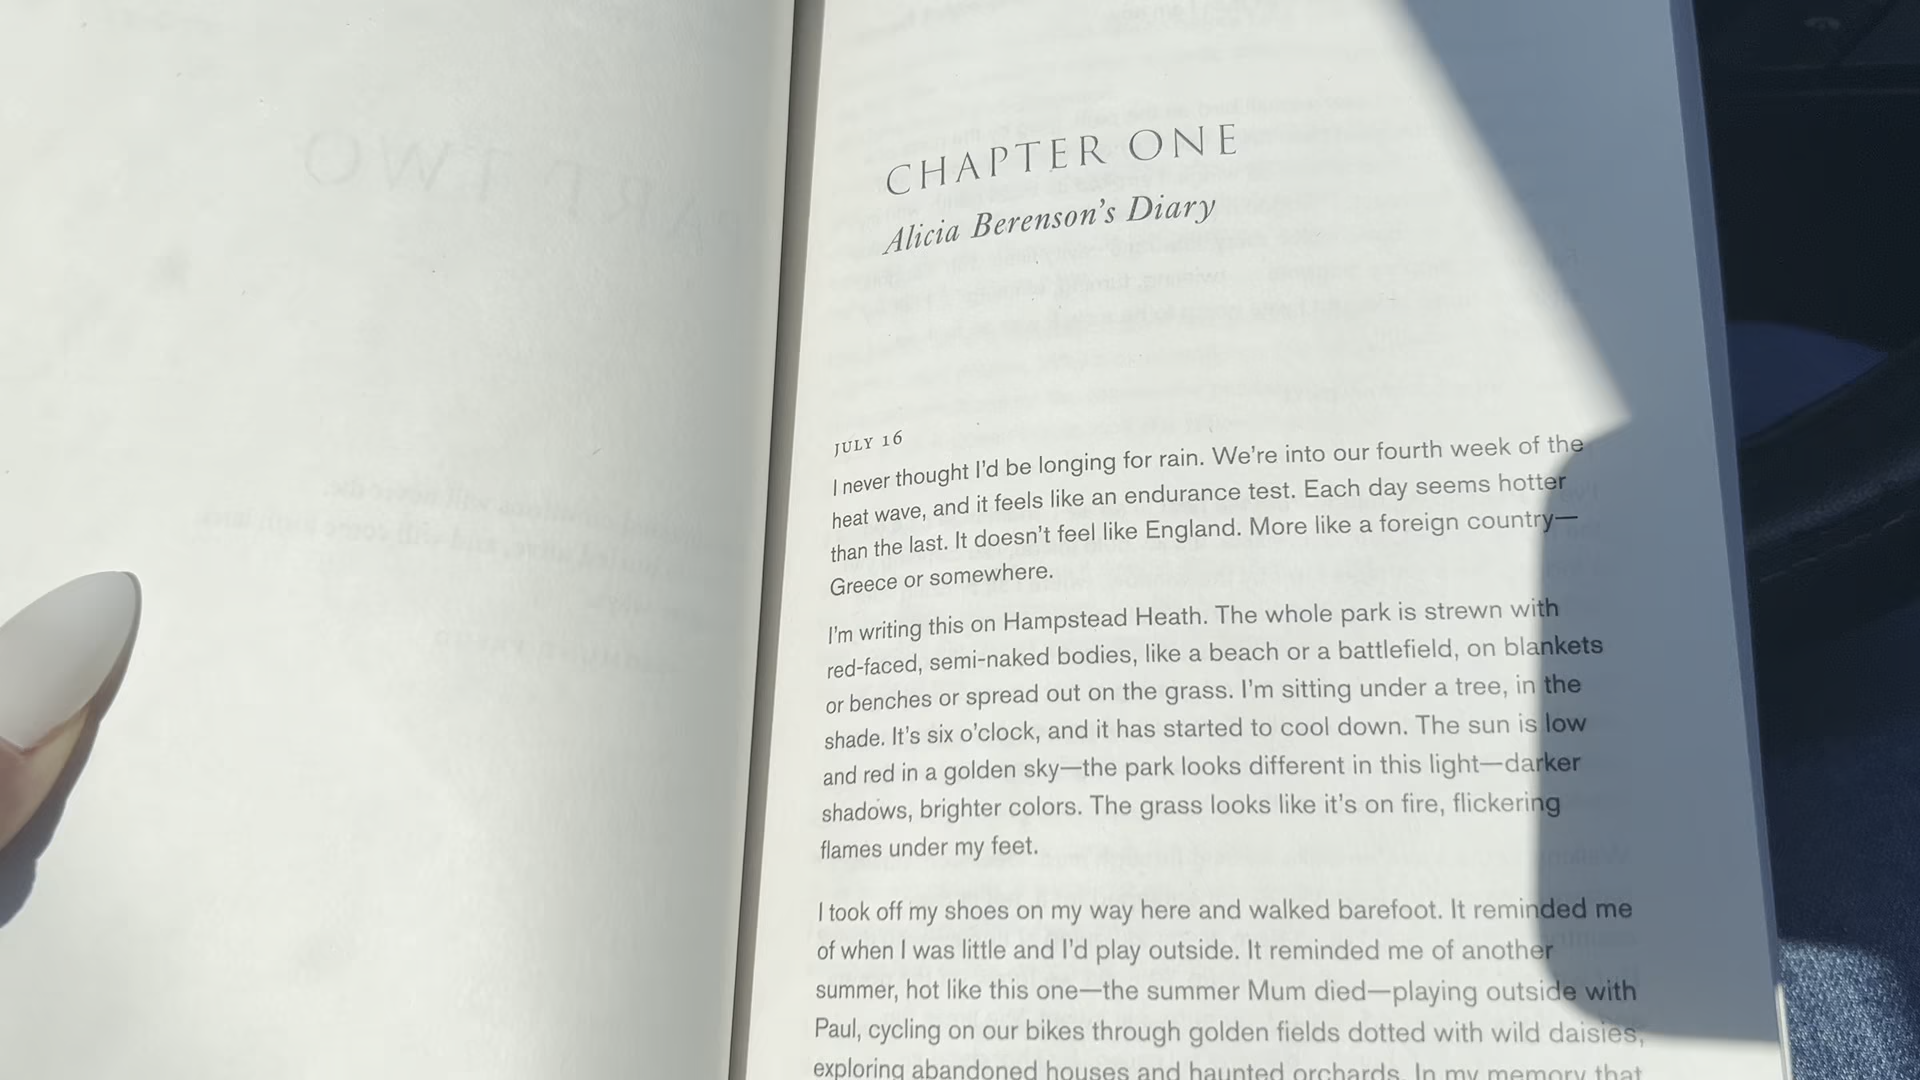 CHAPTER ONE
Alicia Berenson's Diary
JULY 16
I never thought I'd be longing for rain. We're into our fourth week of the
heat wave, and it feels like an endurance test. Each day seems hotter
than the last. It doesn't feel like England. More like a foreign country—
Greece or somewhere.
I'm writing this on Hampstead Heath. The whole park is strewn with
red-faced, semi-naked bodies, like a beach or a battlefield, on blankets
or benches or spread out on the grass. I'm sitting under a tree, in the
shade. It's six o'clock, and it has started to cool down. The sun is low
and red in a golden sky—the park looks different in this light—darker
shadows, brighter colors. The grass looks like it's on fire, flickering
flames under my feet.
I took off my shoes on my way here and walked barefoot. It reminded me
of when I was little and I'd play outside. It reminded me of another
summer, hot like this one—the summer Mum died—playing outside with
Paul, cycling on our bikes through golden fields dotted with wild daisies,
exploring abandoned houses and haunted orchards. In my memory that